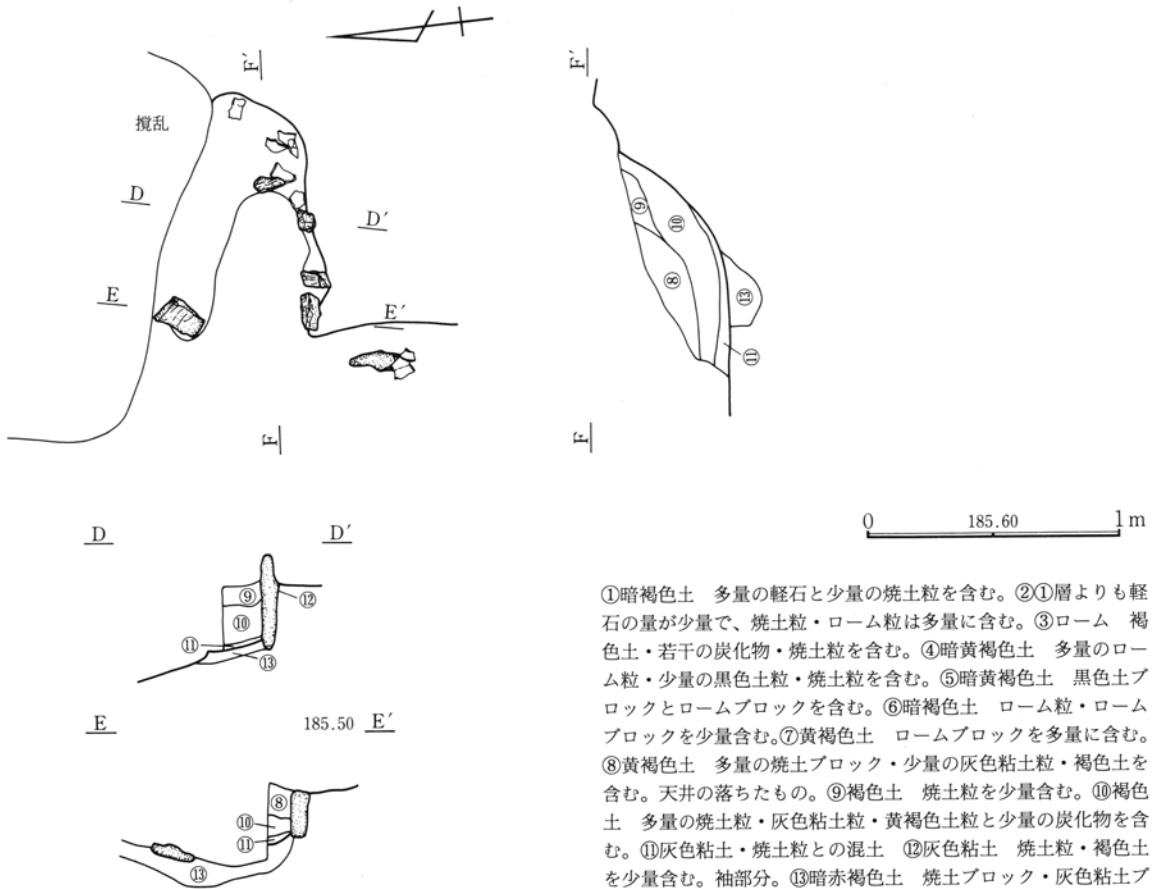 F′
F′
攪乱
D
D′
E
E′
F
F
D
D′
⑨
⑩
⑧
⑬
⑪
⑨
⑫
⑩
⑪
⑬
E
185.50
E′
⑧
⑩
⑪
⑬
0
185.60
1m
①暗褐色土　多量の軽石と少量の焼土粒を含む。②①層よりも軽
石の量が少量で、焼土粒・ローム粒は多量に含む。③ローム　褐
色土・若干の炭化物・焼土粒を含む。④暗黄褐色土　多量のロー
ム粒・少量の黒色土粒・焼土粒を含む。⑤暗黄褐色土　黒色土ブ
ロックとロームブロックを含む。⑥暗褐色土　ローム粒・ローム
ブロックを少量含む。⑦黄褐色土　ロームブロックを多量に含む。
⑧黄褐色土　多量の焼土ブロック・少量の灰色粘土粒・褐色土を
含む。天井の落ちたもの。⑨褐色土　焼土粒を少量含む。⑩褐色
土　多量の焼土粒・灰色粘土粒・黄褐色土粒と少量の炭化物を含
む。⑪灰色粘土・焼土粒との混土　⑫灰色粘土　焼土粒・褐色土
を少量含む。袖部分。⑬暗赤褐色土　焼土ブロック・灰色粘土ブ